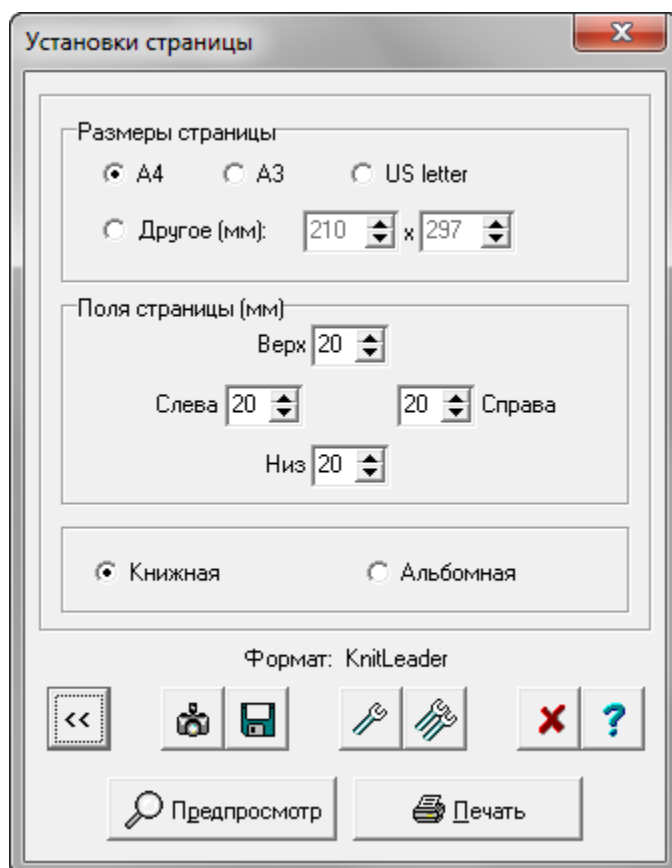 Установки страницы
Размеры страницы
A4 A3 US letter
Другое (мм): 210 x 297
Поля страницы (мм)
Верх 20
Слева 20 20 Справа
Низ 20
Книжная Альбомная
Формат: KnitLeader
<< ?
Предпросмотр Печать